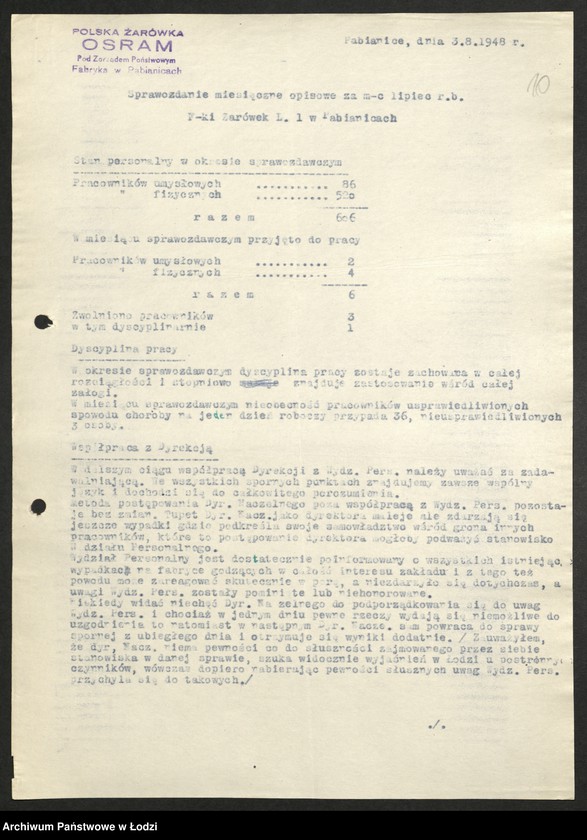 POLSKA ŻARÓWKA
OSRAM
Pod Zarządem Państwowym
Fabryka w Pabianicach
Pabianice, dnia 3.8.1948 r.
10
Sprawozdanie miesięczne opisowe za m-c lipiec r.b.
F-ki Żarówek L. 1 w Pabianicach
Stan personalny w okresie sprawozdawczym
Pracowników umysłowych ........... 86
" fizycznych ........... 520
r a z e m 606
W miesiącu sprawozdawczym przyjęto do pracy
Pracowników umysłowych ........... 2
" fizycznych ........... 4
r a z e m 6
Zwolniono pracowników 3
w tym dyscyplinarnie 1
Dyscyplina pracy
W okresie sprawozdawczym dyscyplina pracy zostaje zachowana w całej
rozciągłości i stopniowo znajduje zastosowanie wśród całej
załogi.
W miesiącu sprawozdawczym nieobecność pracowników usprawiedliwionych
spowodu choroby na jeden dzień roboczy przypada 36, nieusprawiedliwionych
3 osoby.
Współpraca z Dyrekcją
W dalszym ciągu współpracą Dyrekcji z Wydz. Pers. należy uważać za zada-
walniającą. We wszystkich spornych punktach znajdujemy zawsze wspólny
język i dochodzi się do całkowitego porozumienia.
Metoda postępowania Dyr. Naczelnego poza współpracą z Wydz. Pers. pozosta-
je bez zmian. Tupet Dyr. Nacz.jako dyrektora maleje ale zdarzają się
jeszcze wypadki gdzie podkreśla swoje samowładztwo wśród grona innych
pracowników, które to postępowanie dyrektora mogłoby podważyć stanowisko
Wydziału Personalnego.
Wydział Personalny jest dostatecznie poinformowany o wszystkich istniejąc.
wypadkach na fabryce godzących w całość interesu zakładu i z tego też
powodu może zareagować skutecznie w porę, a niezdarzyło się dotychczas, a
uwagi Wydz. Pers. zostały pominięte lub niehonorowane.
Niekiedy widać niechęć Dyr. Na zelnego do podporządkowania się do uwag
Wydz. Pers. i chociaż w jednym dniu pewne rzeczy wydają się niemożliwe do
uzgodnienia to natomiast w następnym Dyr. Nacze. sam powraca do sprawy
spornej z ubiegłego dnia i otrzymuje się wyniki dodatnie. / Zauważyłem,
że dyr, Nacz. niema pewności co do słuszności zajmowanego przez siebie
stanowiska w danej sprawie, szuka widocznie wyjaśnień w Łodzi u postronny.
czynników, wówczas dopiero nabierając pewności słusznych uwag Wydz. Pers.
przychyla się do takowych./
./.
Archiwum Państwowe w Łodzi